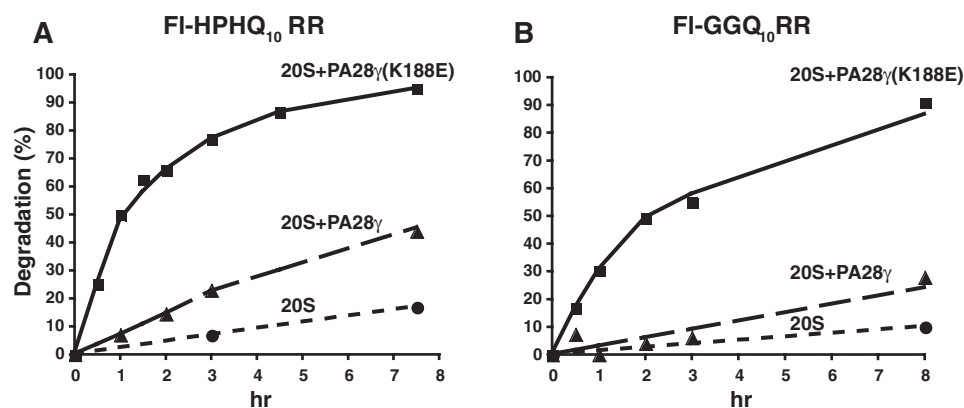 A
Fl-HPHQ10 RR
20S+PA28γ(K188E)
20S+PA28γ
20S
Degradation (%)
100
90
80
70
60
50
40
30
20
10
0
0 1 2 3 4 5 6 7 8
hr
B
Fl-GGQ10RR
20S+PA28γ(K188E)
20S+PA28γ
20S
100
90
80
70
60
50
40
30
20
10
0
0 1 2 3 4 5 6 7 8
hr